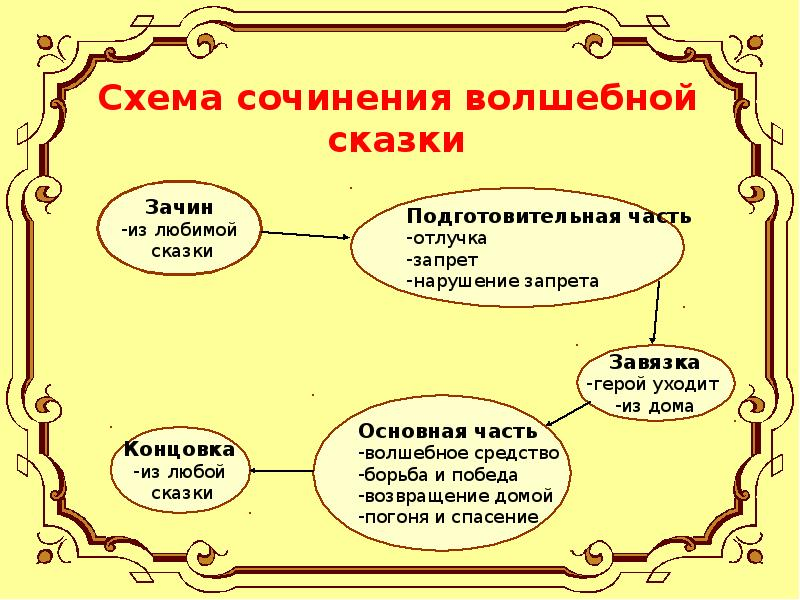 Схема сочинения волшебной
сказки
Зачин
-из любимой
сказки
Подготовительная часть
-отлучка
-запрет
-нарушение запрета
Завязка
-герой уходит
-из дома
Основная часть
-волшебное средство
-борьба и победа
-возвращение домой
-погоня и спасение
Концовка
-из любой
сказки